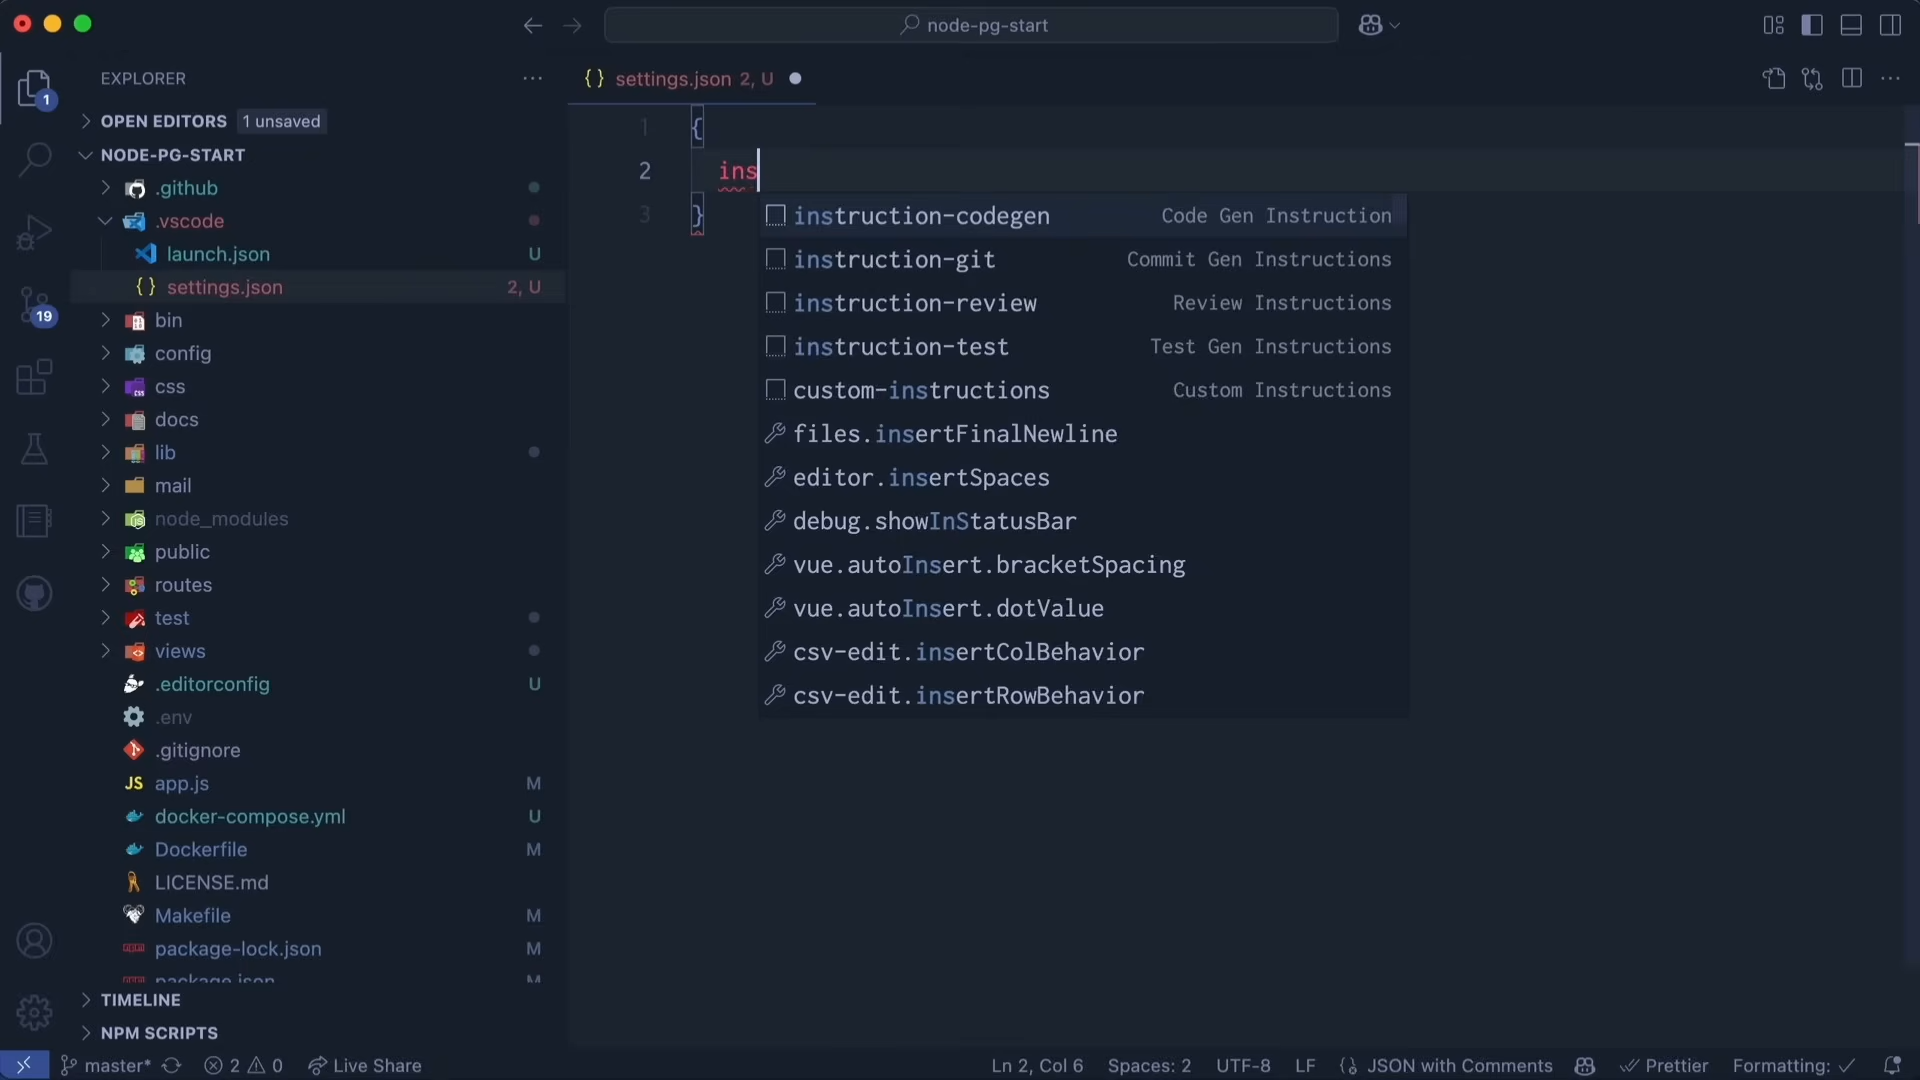 node-pg-start
EXPLORER
OPEN EDITORS 1 unsaved
NODE-PG-START
.github
.vscode
launch.json U
settings.json 2, U
bin
config
css
docs
lib
mail
node_modules
public
routes
test
views
.editorconfig U
.env
.gitignore
JS app.js M
docker-compose.yml U
Dockerfile M
LICENSE.md
Makefile M
package-lock.json M
package.json M
TIMELINE
NPM SCRIPTS
1
19
{} settings.json 2, U
1 {
2 ins
3 }
instruction-codegen Code Gen Instruction
instruction-git Commit Gen Instructions
instruction-review Review Instructions
instruction-test Test Gen Instructions
custom-instructions Custom Instructions
files.insertFinalNewline
editor.insertSpaces
debug.showInStatusBar
vue.autoInsert.bracketSpacing
vue.autoInsert.dotValue
csv-edit.insertColBehavior
csv-edit.insertRowBehavior
master* 2 0 Live Share Ln 2, Col 6 Spaces: 2 UTF-8 LF JSON with Comments Prettier Formatting: